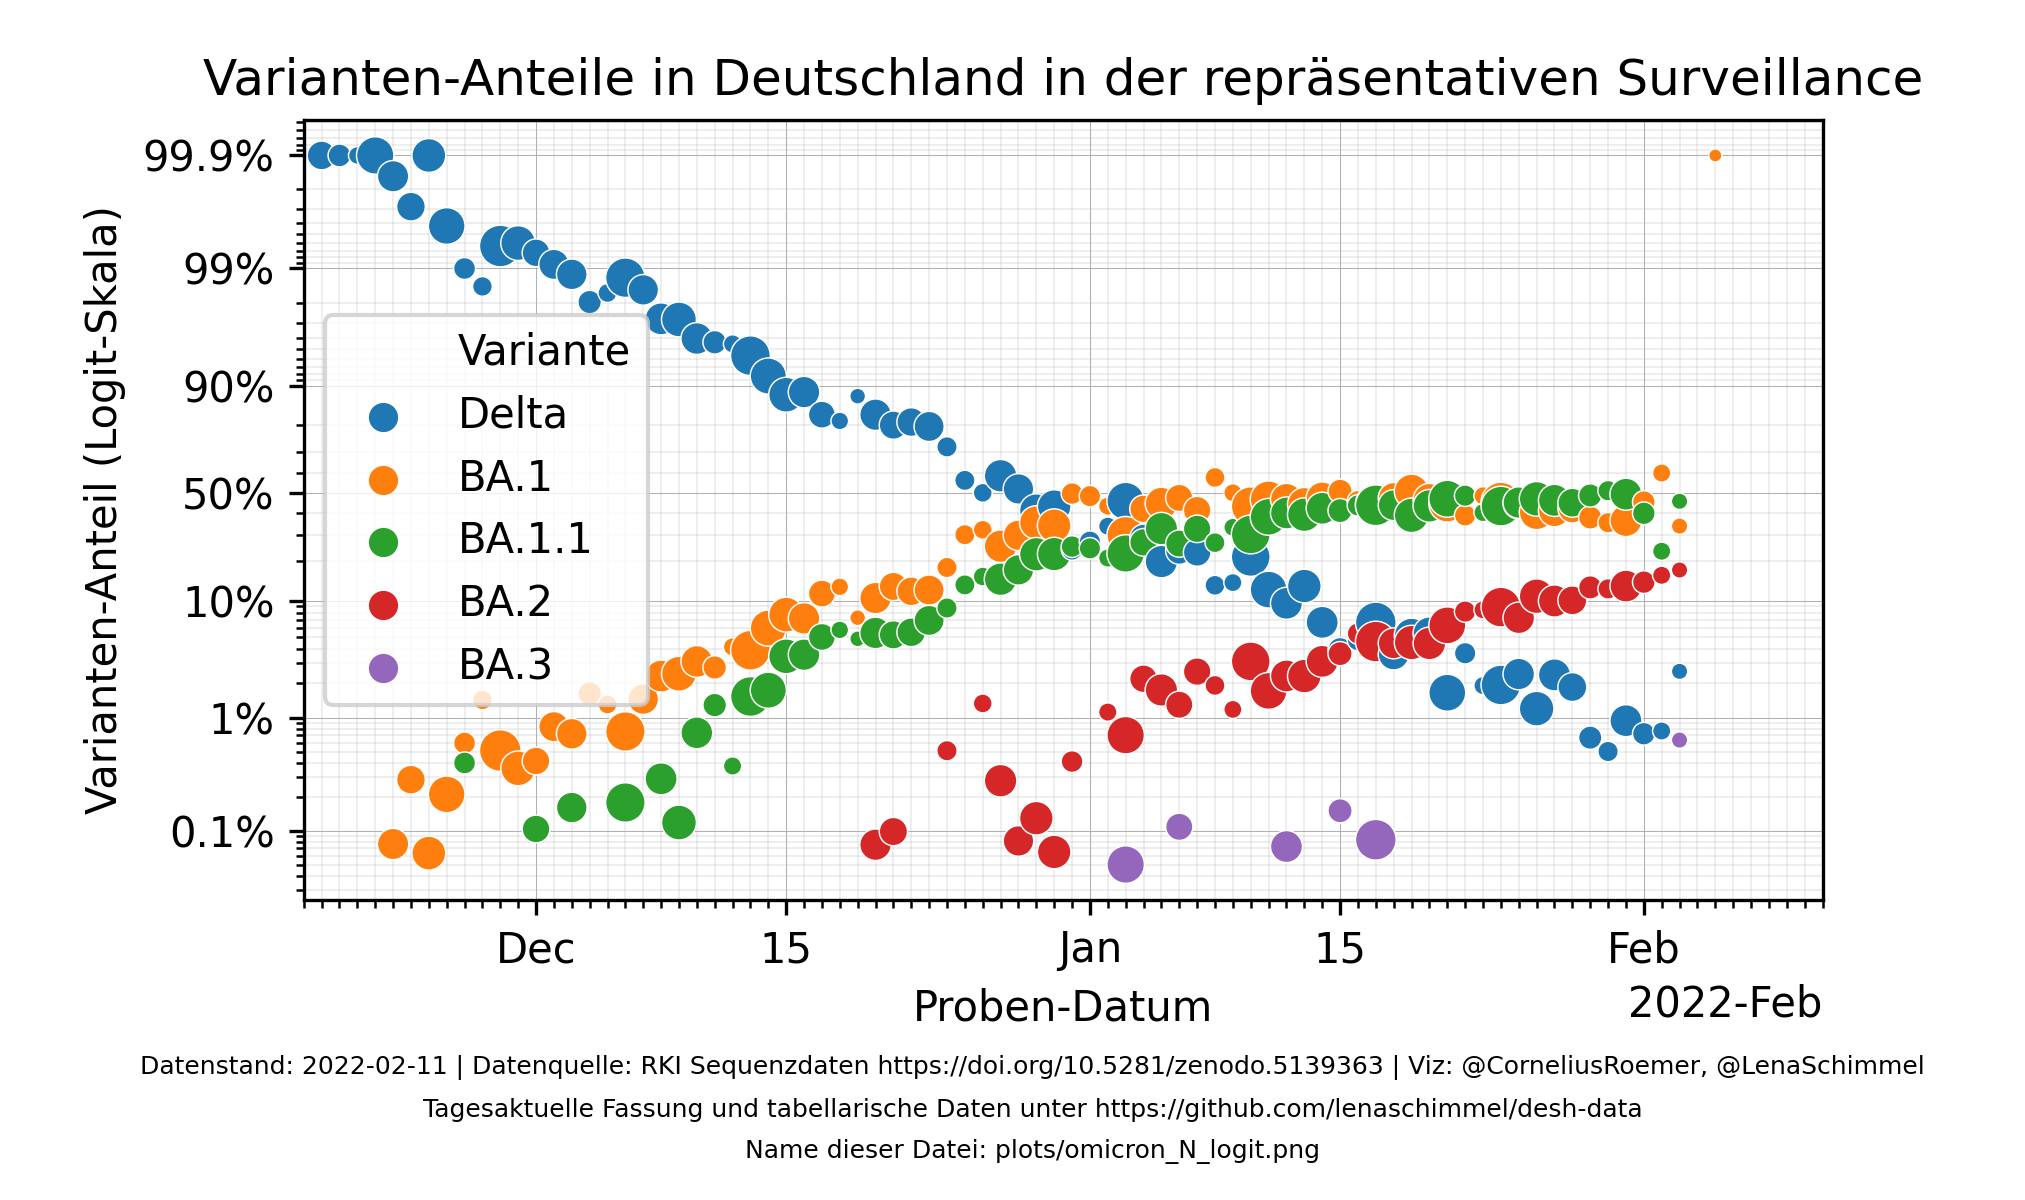 Varianten-Anteile in Deutschland in der repräsentativen Surveillance
Varianten-Anteil (Logit-Skala)
99.9%
99%
90%
50%
10%
1%
0.1%
Variante
Delta
BA.1
BA.1.1
BA.2
BA.3
Dec 15 Jan 15 Feb
Proben-Datum
2022-Feb
Datenstand: 2022-02-11 | Datenquelle: RKI Sequenzdaten https://doi.org/10.5281/zenodo.5139363 | Viz: @CorneliusRoemer, @LenaSchimmel
Tagesaktuelle Fassung und tabellarische Daten unter https://github.com/lenaschimmel/desh-data
Name dieser Datei: plots/omicron_N_logit.png